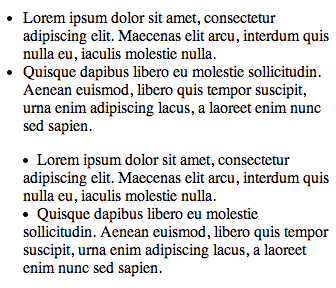 • Lorem ipsum dolor sit amet, consectetur
adipiscing elit. Maecenas elit arcu, interdum quis
nulla eu, iaculis molestie nulla.
• Quisque dapibus libero eu molestie sollicitudin.
Aenean euismod, libero quis tempor suscipit,
urna enim adipiscing lacus, a laoreet enim nunc
sed sapien.
• Lorem ipsum dolor sit amet, consectetur
adipiscing elit. Maecenas elit arcu, interdum quis
nulla eu, iaculis molestie nulla.
• Quisque dapibus libero eu molestie
sollicitudin. Aenean euismod, libero quis tempor
suscipit, urna enim adipiscing lacus, a laoreet
enim nunc sed sapien.